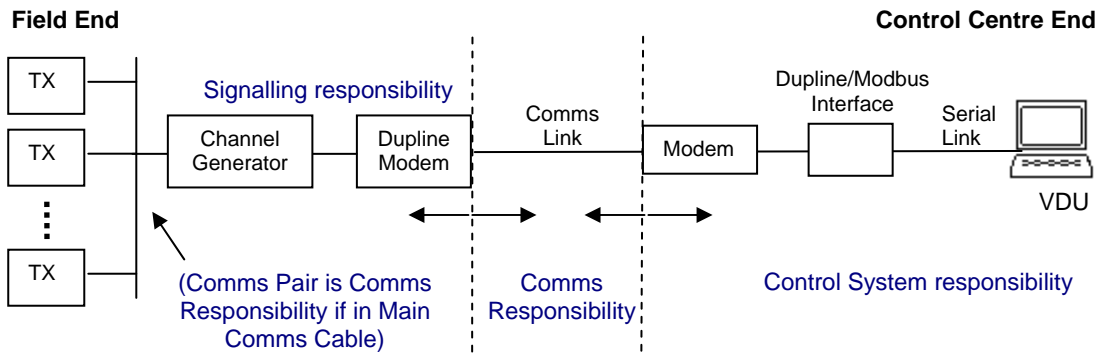 Field End
Control Centre End
TX
Signalling responsibility
Dupline/Modbus
Interface
Comms
Link
Serial
Link
TX
Channel
Generator
Dupline
Modem
Modem
VDU
TX
(Comms Pair is Comms
Responsibility if in Main
Comms Cable)
Comms
Responsibility
Control System responsibility